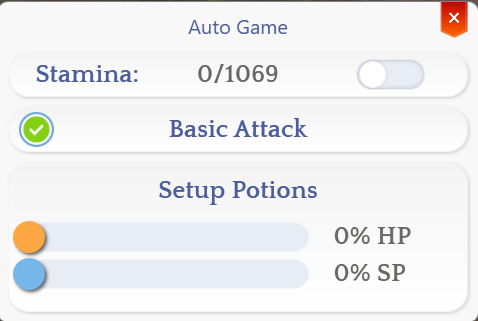 Auto Game
Stamina: 0/1069
Basic Attack
Setup Potions
0% HP
0% SP